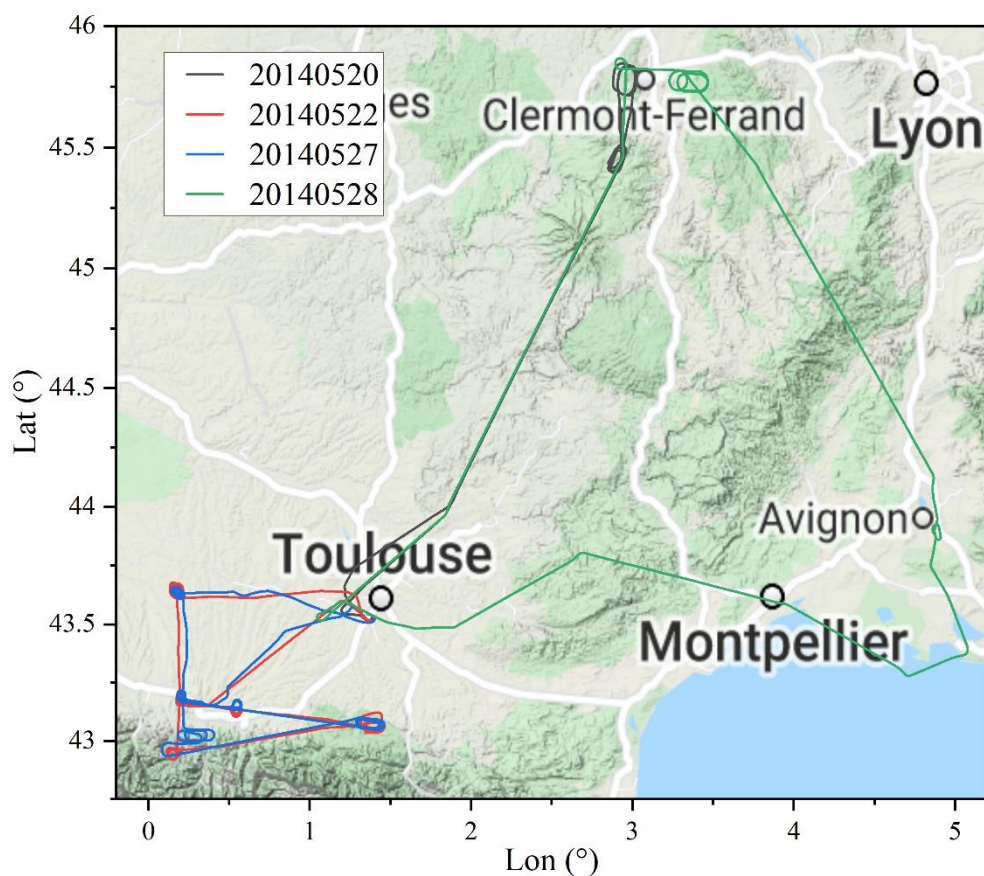 46
45.5
45
44.5
44
43.5
43
Lat (°)
20140520
20140522
20140527
20140528
es
Clermont-Ferrand
Lyon
Avignon
Toulouse
Montpellier
0
1
2
3
4
5
Lon (°)